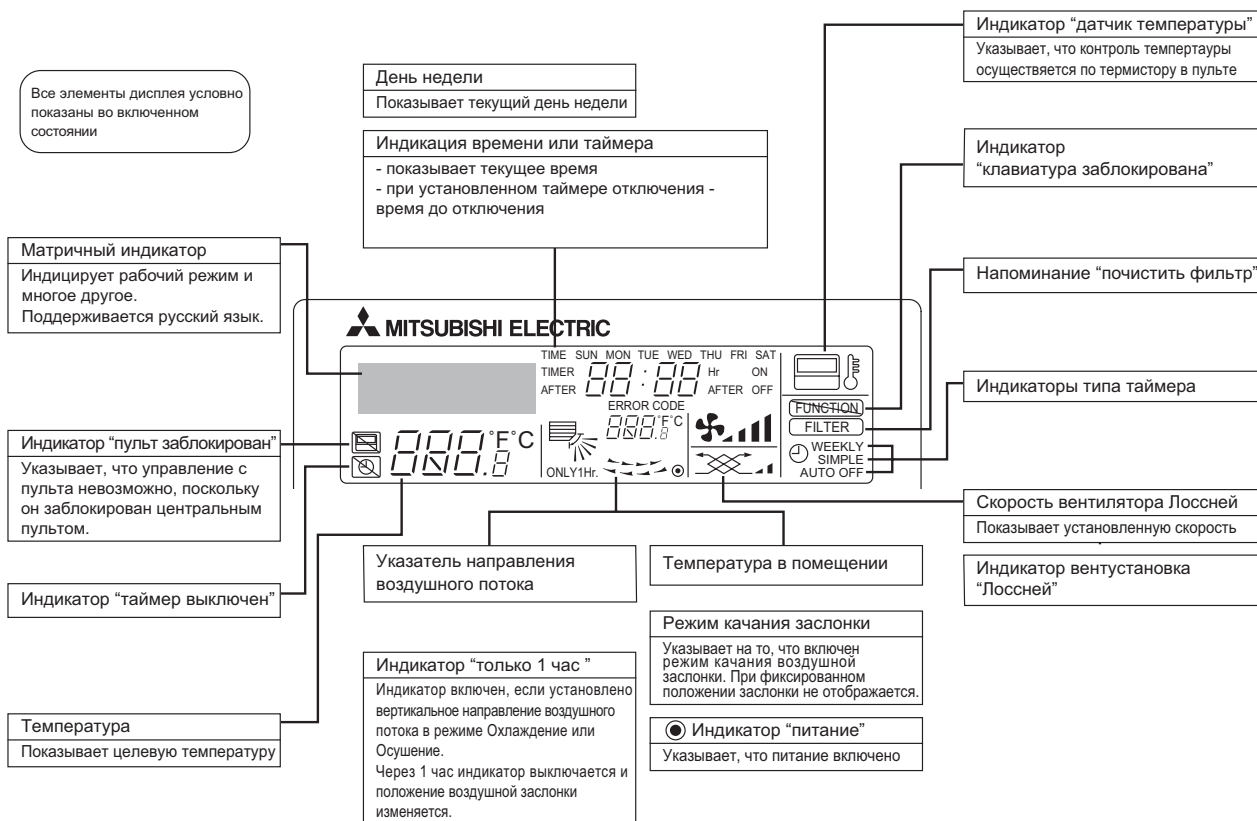 Все элементы дисплея условно
показаны во включенном
состоянии
День недели
Показывает текущий день недели
Индикация времени или таймера
- показывает текущее время
- при установленном таймере отключения -
время до отключения
Матричный индикатор
Индицирует рабочий режим и
многое другое.
Поддерживается русский язык.
Индикатор “пульт заблокирован”
Указывает, что управление с
пульта невозможно, поскольку
он заблокирован центральным
пультом.
Индикатор “таймер выключен”
Температура
Показывает целевую температуру
MITSUBISHI ELECTRIC
TIME SUN MON TUE WED THU FRI SAT
TIMER 88:88 Hr ON
AFTER AFTER OFF
ERROR CODE
888.8 °F°C
888.8 °F°C
ONLY1Hr.
FUNCTION
FILTER
WEEKLY
SIMPLE
AUTO OFF
Указатель направления
воздушного потока
Температура в помещении
Индикатор “только 1 час ”
Индикатор включен, если установлено
вертикальное направление воздушного
потока в режиме Охлаждение или
Осушение.
Через 1 час индикатор выключается и
положение воздушной заслонки
изменяется.
Режим качания заслонки
Указывает на то, что включен
режим качания воздушной
заслонки. При фиксированном
положении заслонки не отображается.
Индикатор “питание”
Указывает, что питание включено
Индикатор “датчик температуры”
Указывает, что контроль темпертауры
осуществяется по термистору в пульте
Индикатор
“клавиатура заблокирована”
Напоминание “почистить фильтр”
Индикаторы типа таймера
Скорость вентилятора Лоссней
Показывает установленную скорость
Индикатор вентустановка
“Лоссней”